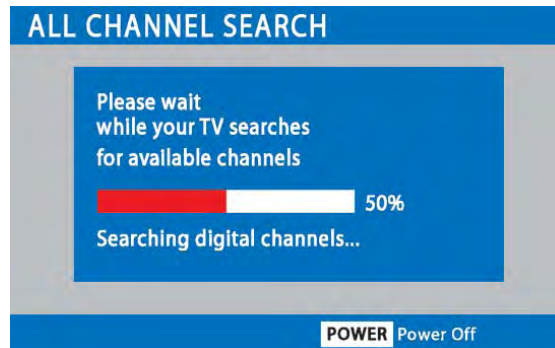 ALL CHANNEL SEARCH
Please wait
while your TV searches
for available channels
50%
Searching digital channels...
POWER Power Off